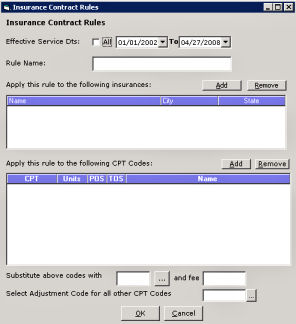 Insurance Contract Rules
Insurance Contract Rules
Effective Service Dts: All 01/01/2002 To 04/27/2008
Rule Name:
Apply this rule to the following insurances: Add Remove
Name City State
Apply this rule to the following CPT Codes: Add Remove
CPT Units POS TOS Name
Substitute above codes with ... and fee
Select Adjustment Code for all other CPT Codes ...
OK Cancel